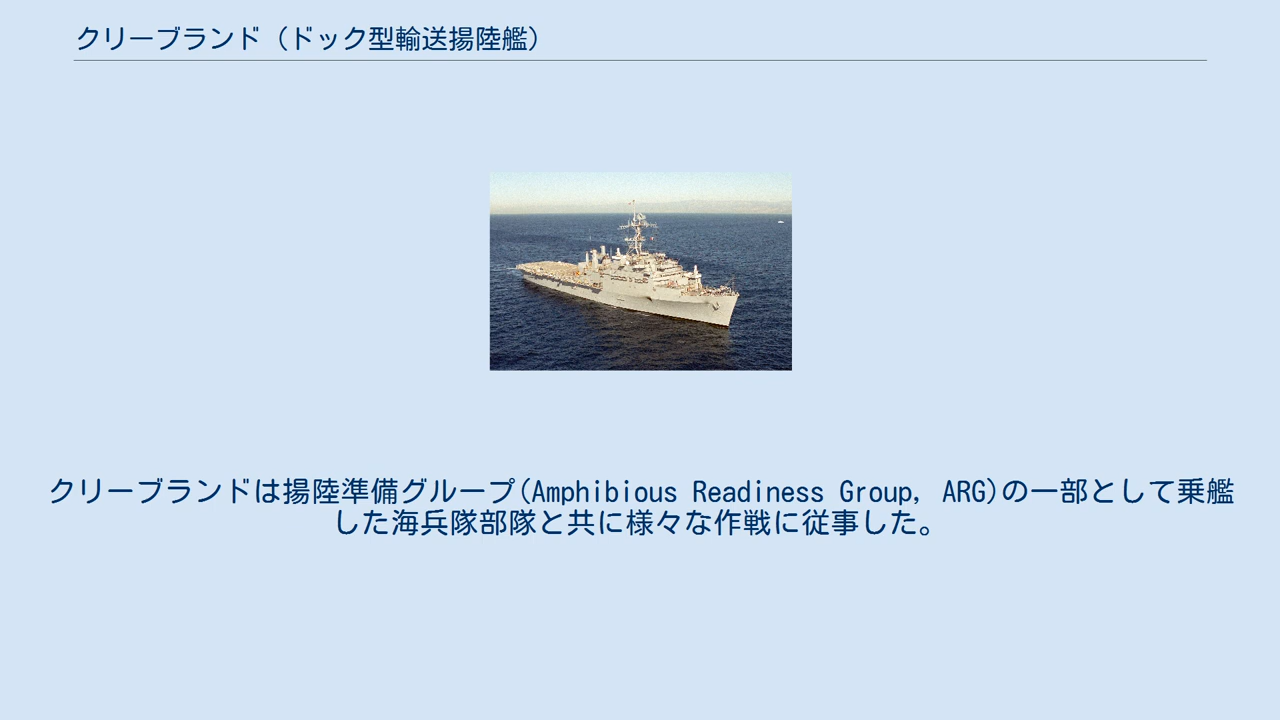 クリーブランド（ドック型輸送揚陸艦）
クリーブランドは揚陸準備グループ(Amphibious Readiness Group, ARG)の一部として乗艦
した海兵隊部隊と共に様々な作戦に従事した。